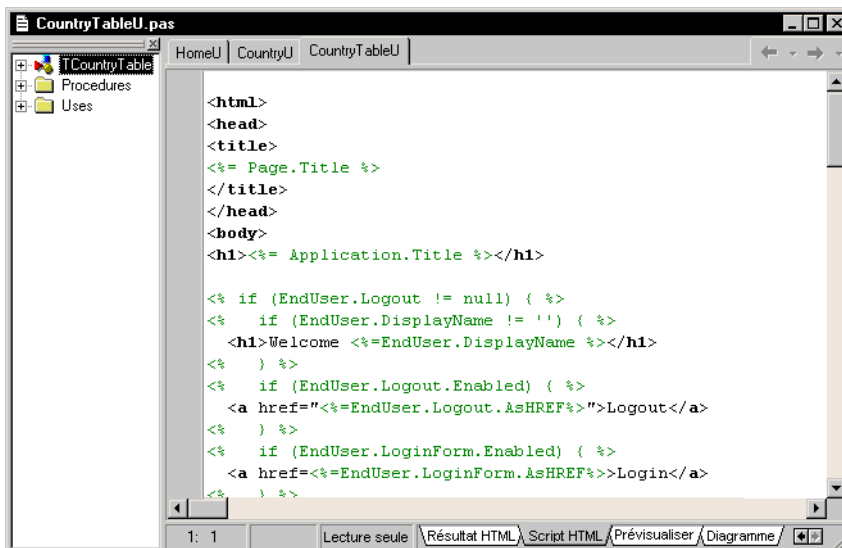 CountryTableU.pas
TCountryTable
Procedures
Uses
HomeU CountryU CountryTableU
<html>
<head>
<title>
<%= Page.Title %>
</title>
</head>
<body>
<h1><%= Application.Title %></h1>
<% if (EndUser.Logout != null) { %>
<%   if (EndUser.DisplayName != '') { %>
  <h1>Welcome <%=EndUser.DisplayName %></h1>
<%   } %>
<%   if (EndUser.Logout.Enabled) { %>
  <a href="<%=EndUser.Logout.AsHREF%>">Logout</a>
<%   } %>
<%   if (EndUser.LoginForm.Enabled) { %>
  <a href=<%=EndUser.LoginForm.AsHREF%>>Login</a>
<%   } %>
1: 1 Lecture seule Résultat HTML Script HTML Prévisualiser Diagramme